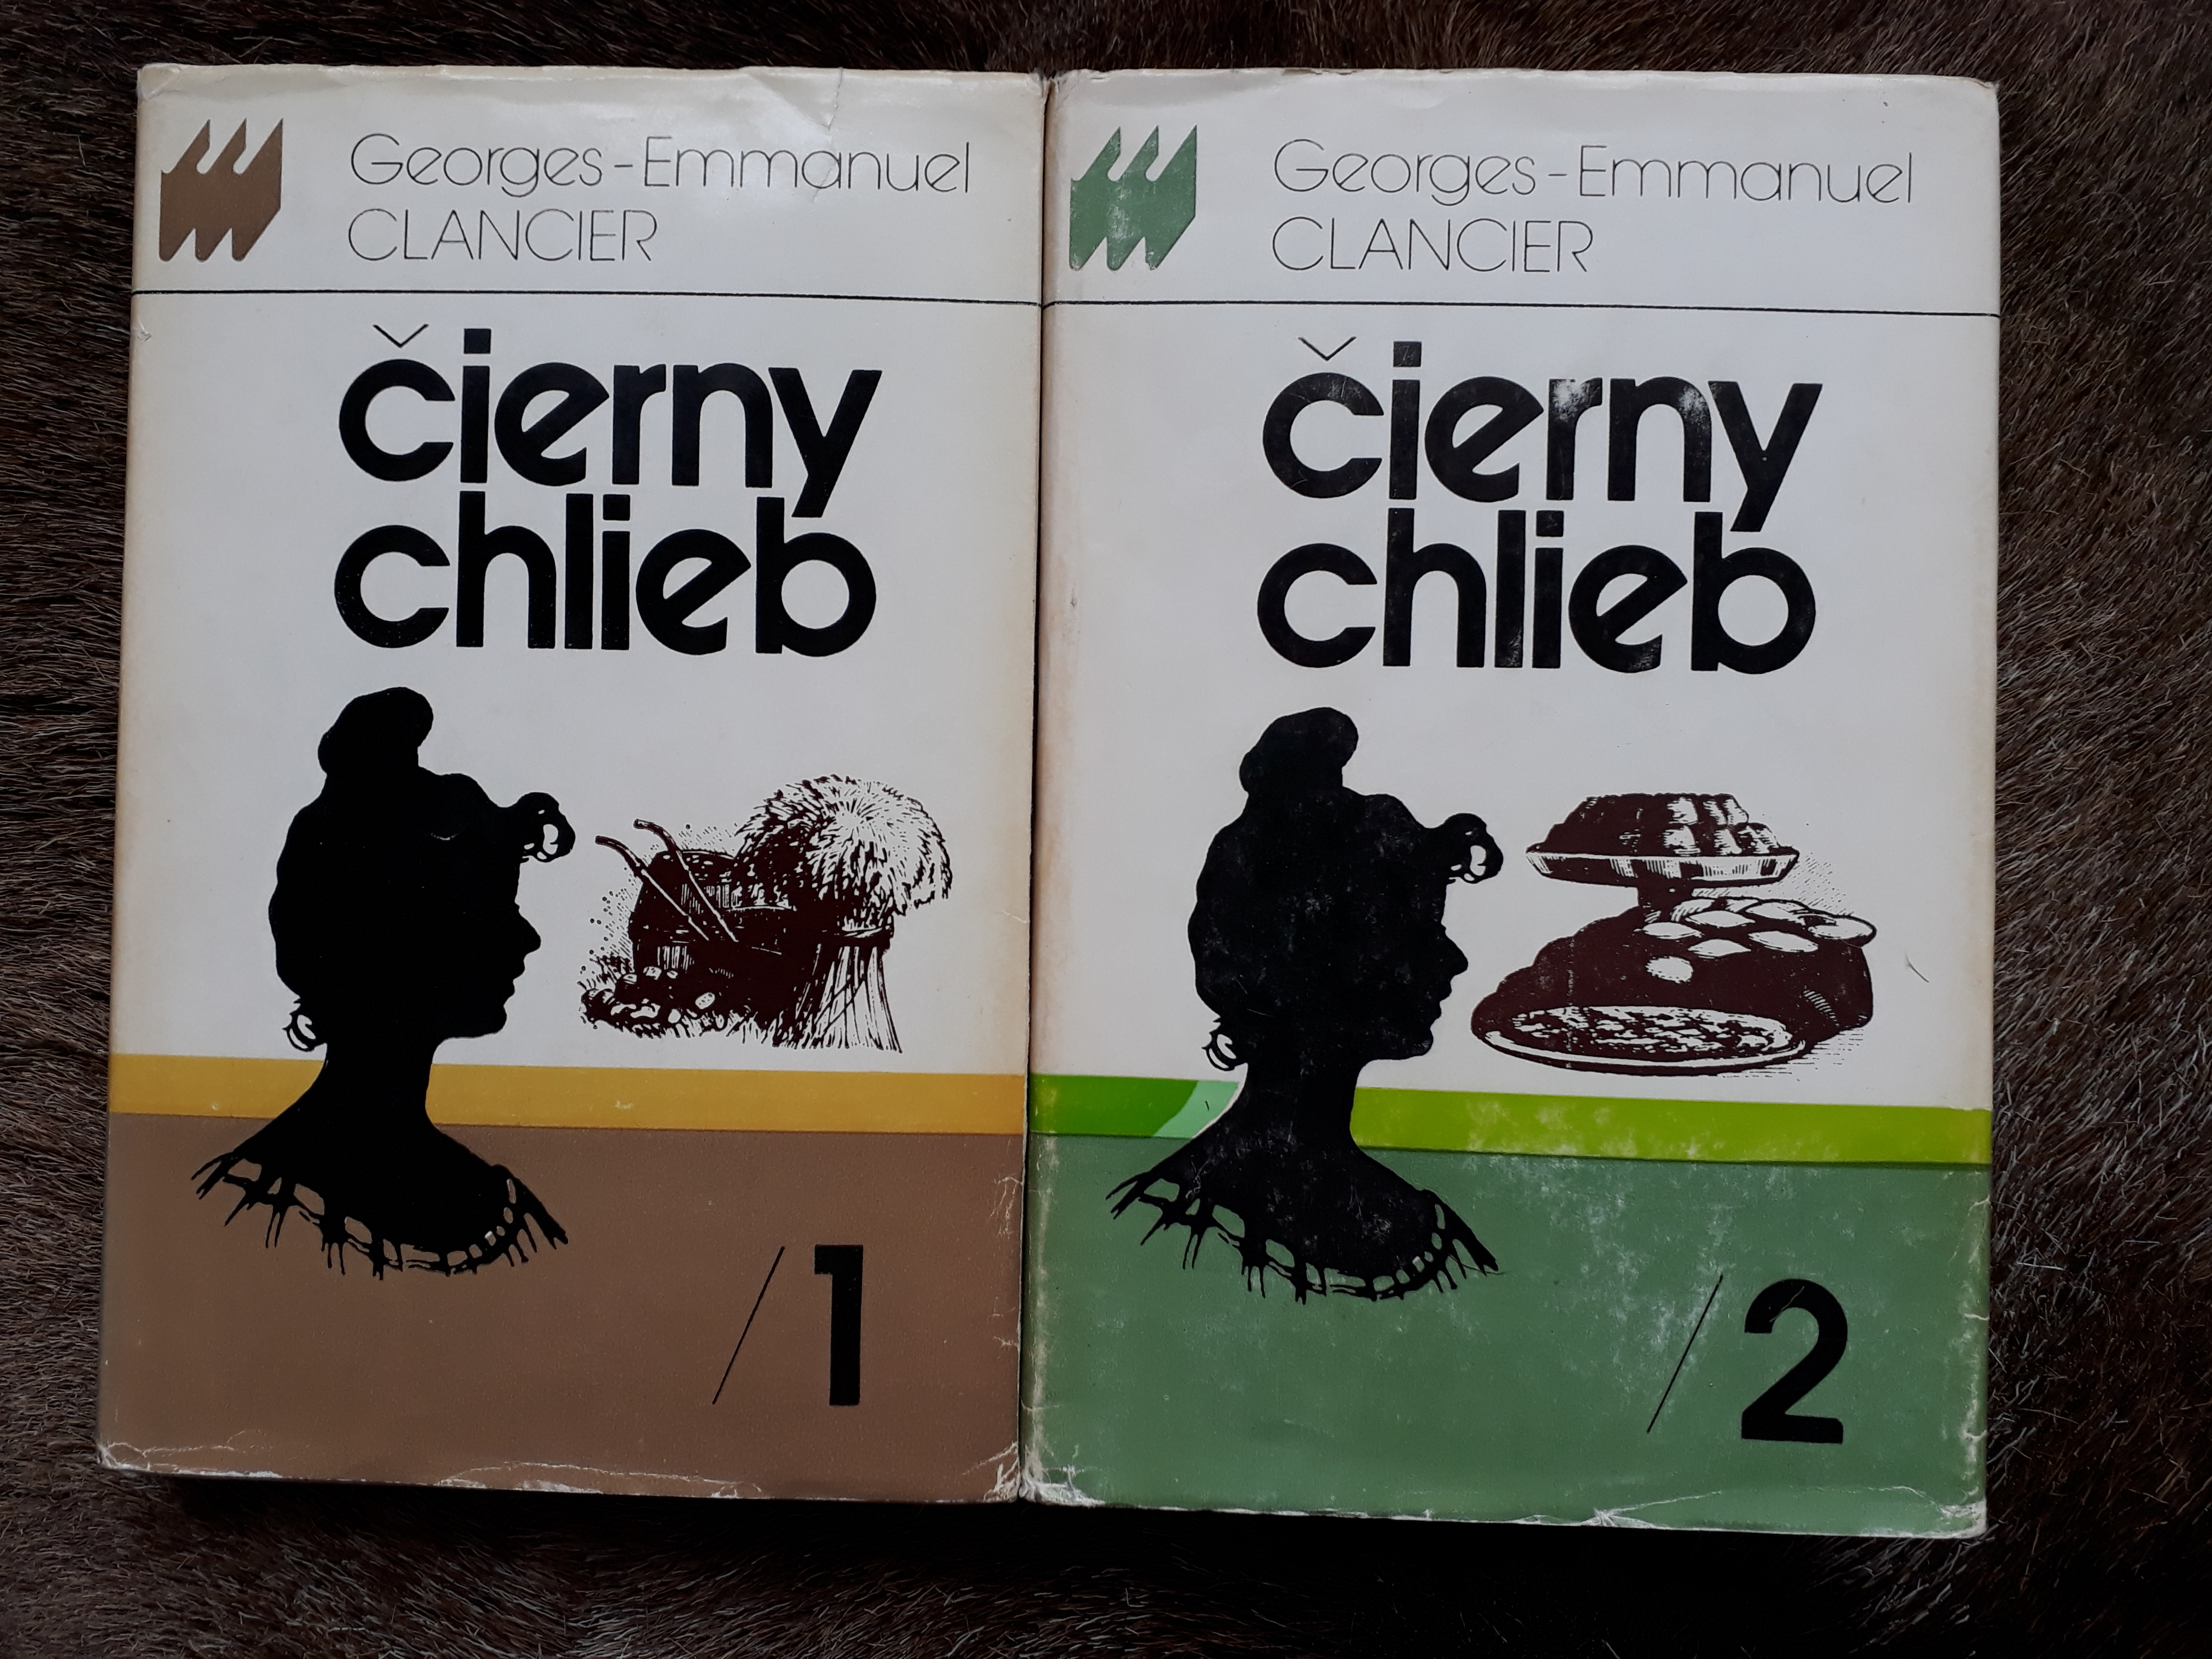 Georges-Emmanuel
CLANCIER
čierny
chlieb
/1
Georges-Emmanuel
CLANCIER
čierny
chlieb
/2